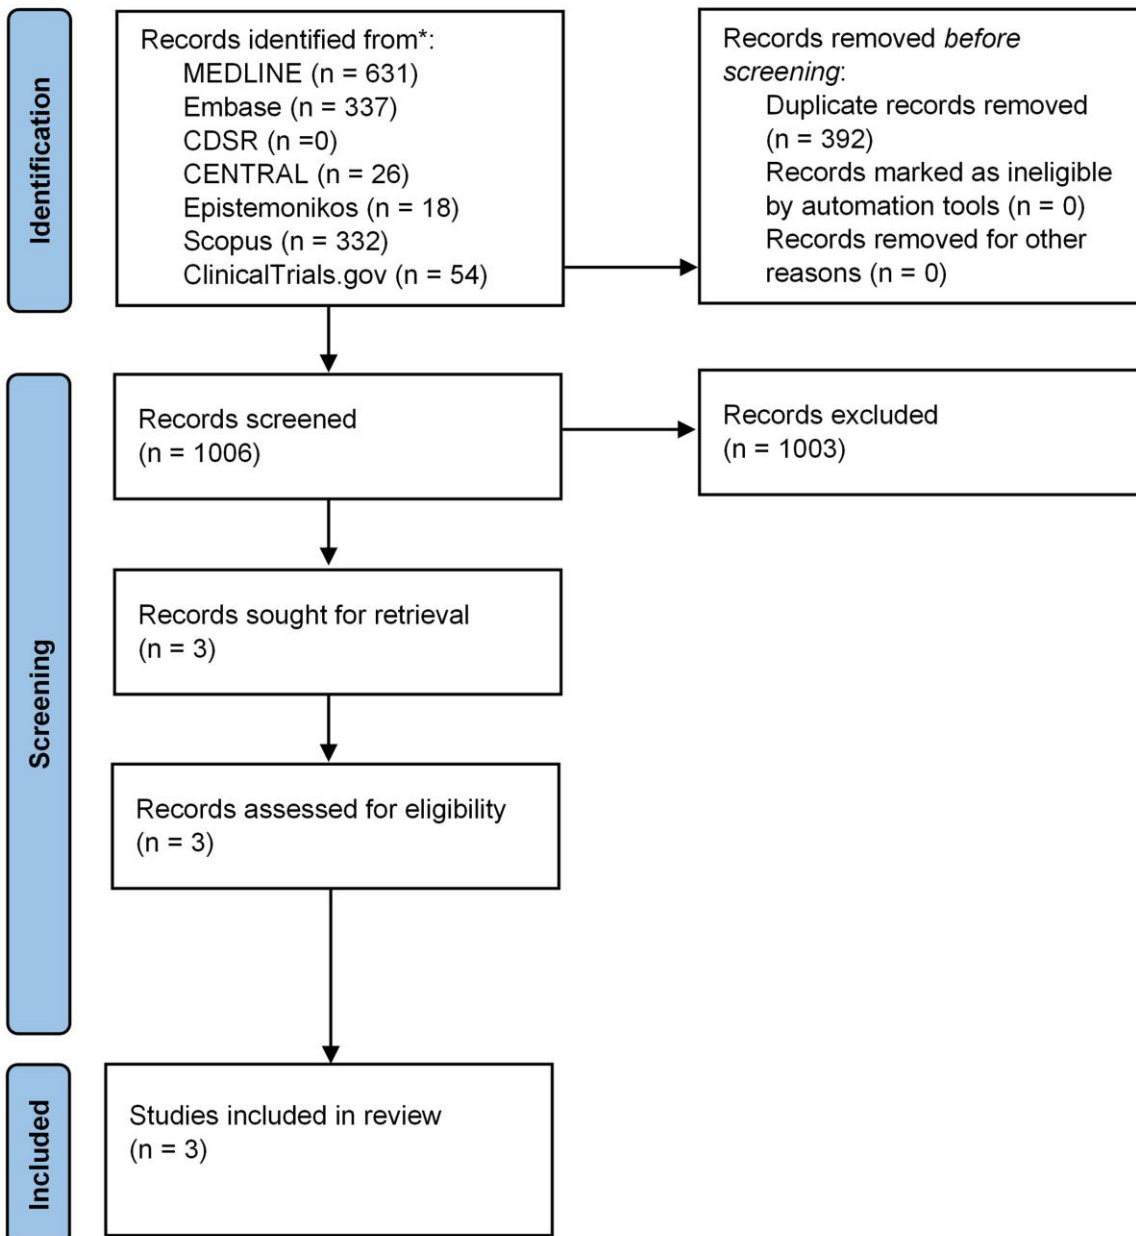 Identification
Records identified from*:
MEDLINE (n = 631)
Embase (n = 337)
CDSR (n =0)
CENTRAL (n = 26)
Epistemonikos (n = 18)
Scopus (n = 332)
ClinicalTrials.gov (n = 54)
Records removed before
screening:
Duplicate records removed
(n = 392)
Records marked as ineligible
by automation tools (n = 0)
Records removed for other
reasons (n = 0)
Screening
Records screened
(n = 1006)
Records excluded
(n = 1003)
Records sought for retrieval
(n = 3)
Records assessed for eligibility
(n = 3)
Included
Studies included in review
(n = 3)